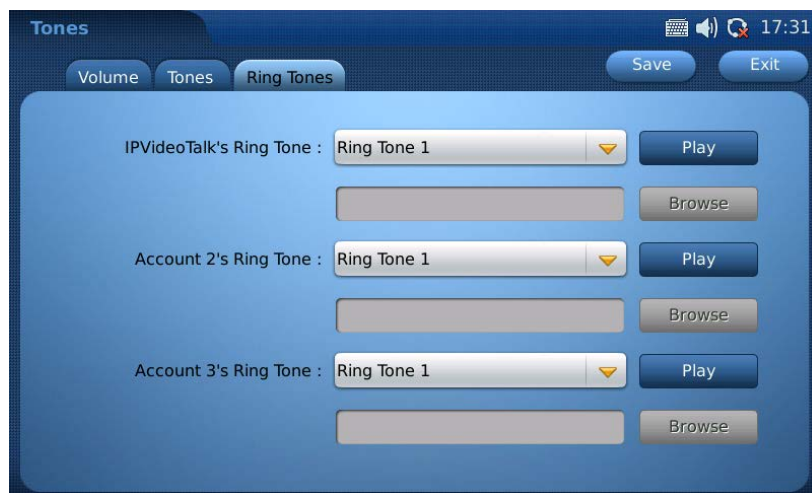 Tones 17:31
Volume Tones Ring Tones Save Exit
IPVideoTalk's Ring Tone : Ring Tone 1 Play
Browse
Account 2's Ring Tone : Ring Tone 1 Play
Browse
Account 3's Ring Tone : Ring Tone 1 Play
Browse